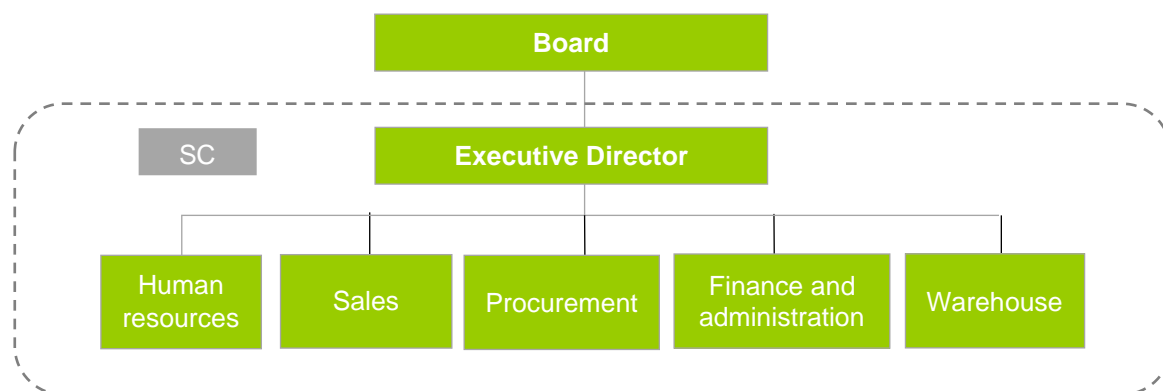 Board
SC
Executive Director
Human
resources
Sales
Procurement
Finance and
administration
Warehouse